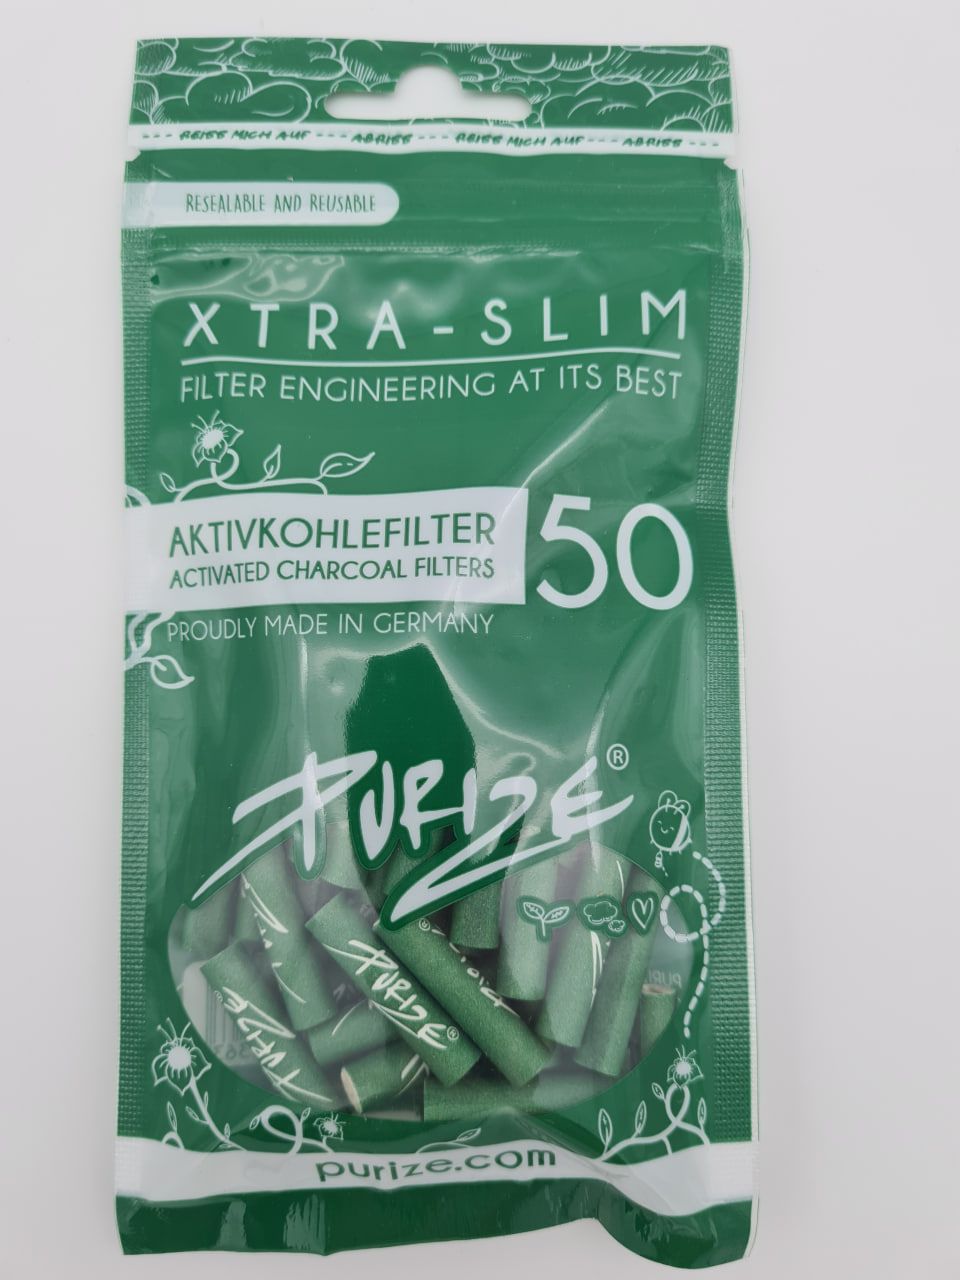 REISS MICH AUF --- ABRISS --- REISS MICH AUF --- ABRISS ---
RESEALABLE AND REUSABLE
XTRA-SLIM
FILTER ENGINEERING AT ITS BEST
AKTIVKOHLEFILTER
ACTIVATED CHARCOAL FILTERS
50
PROUDLY MADE IN GERMANY
PURIZE®
PURIZE®
PURIZE
purize.com